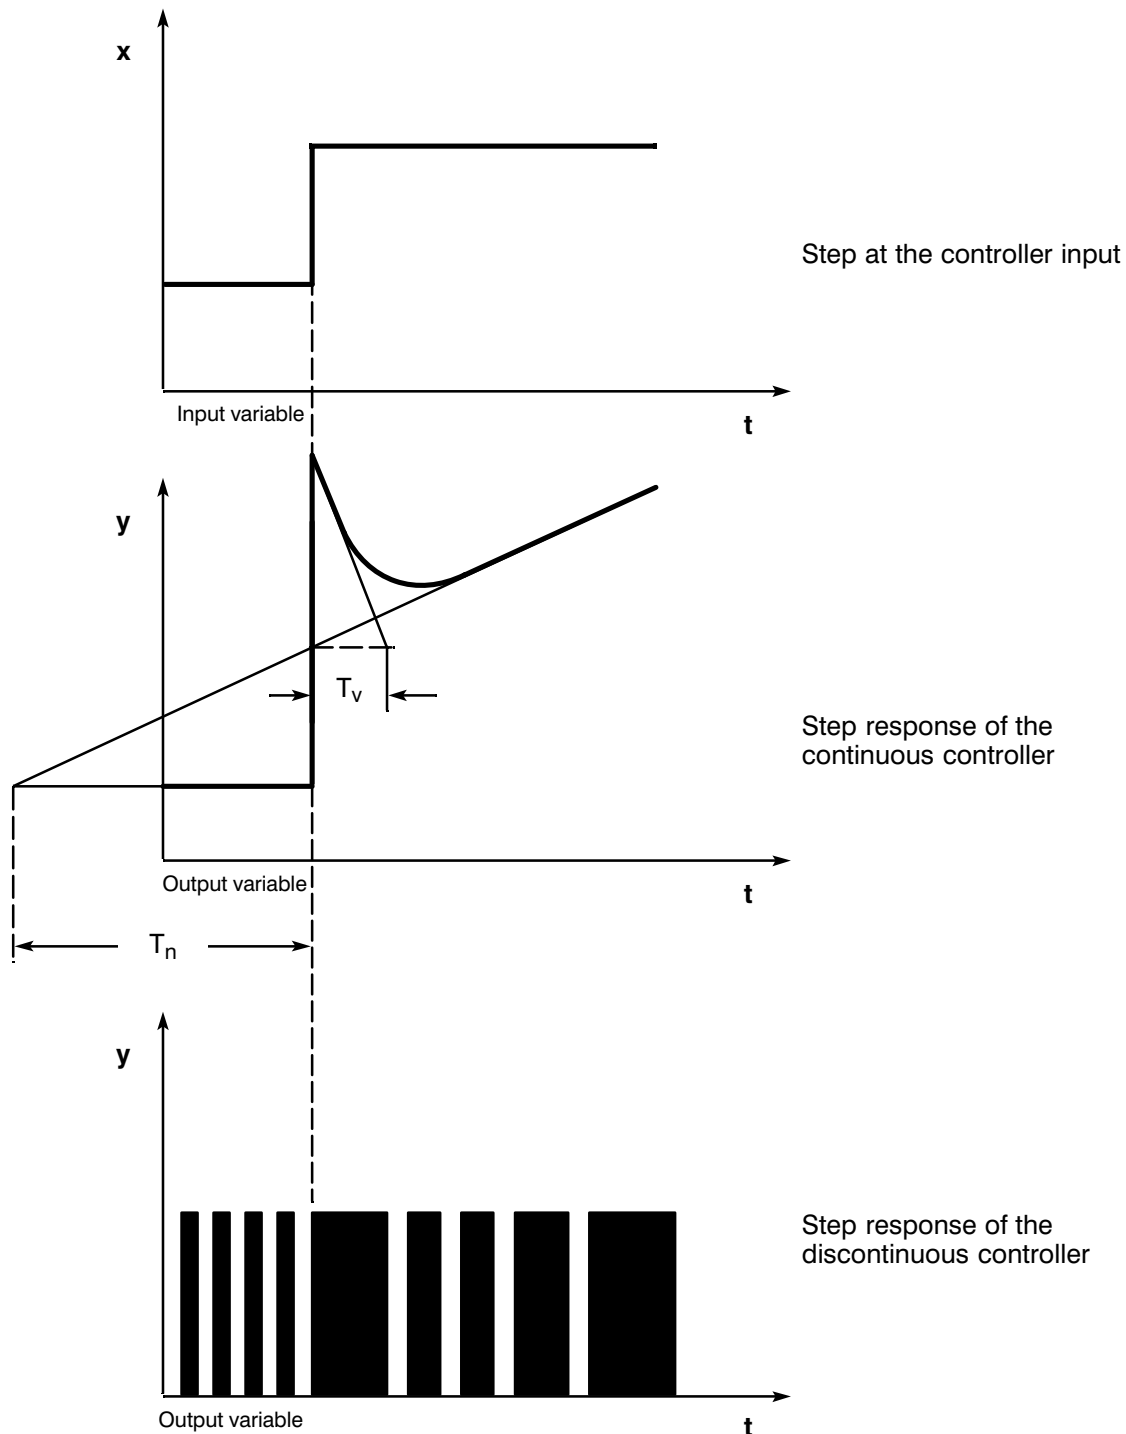 x
Step at the controller input
Input variable
t
y
T_v
Step response of the
continuous controller
Output variable
t
T_n
y
Step response of the
discontinuous controller
Output variable
t